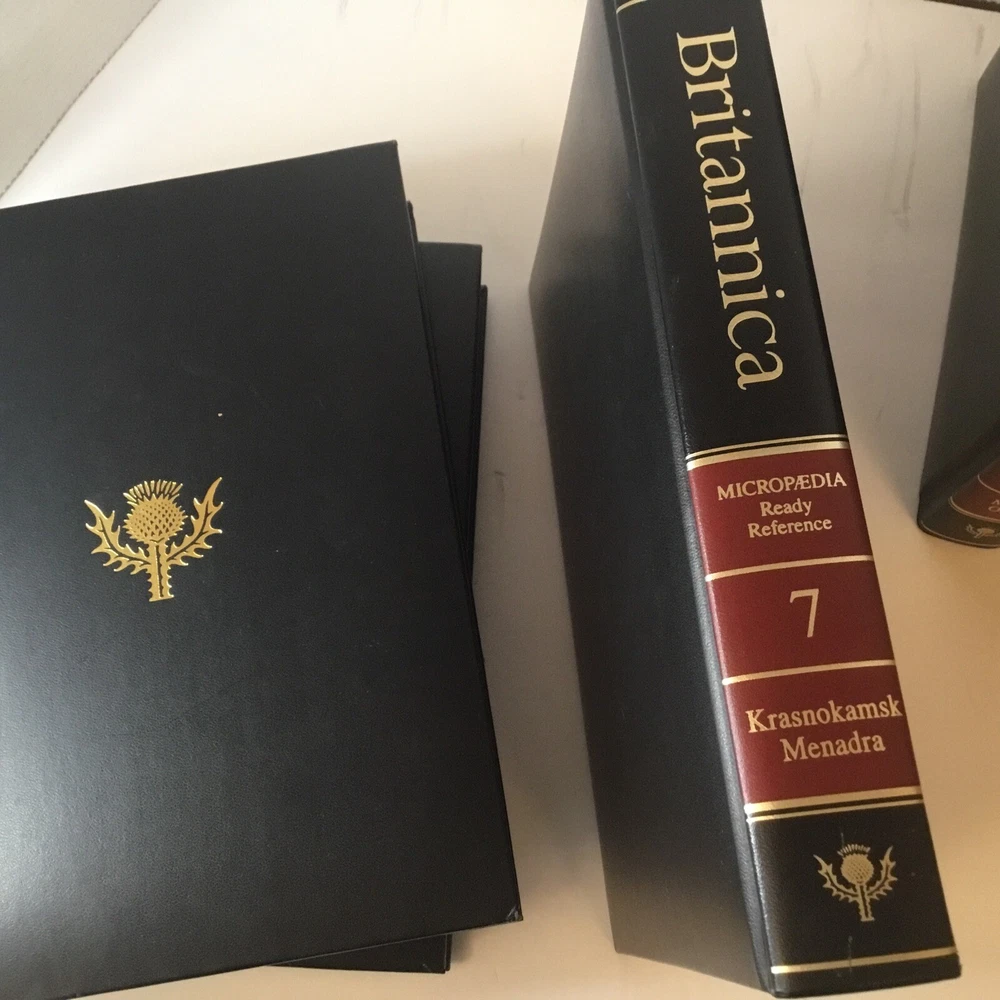 Britannica
MICROPÆDIA
Ready
Reference
7
Krasnokamsk
Menadra